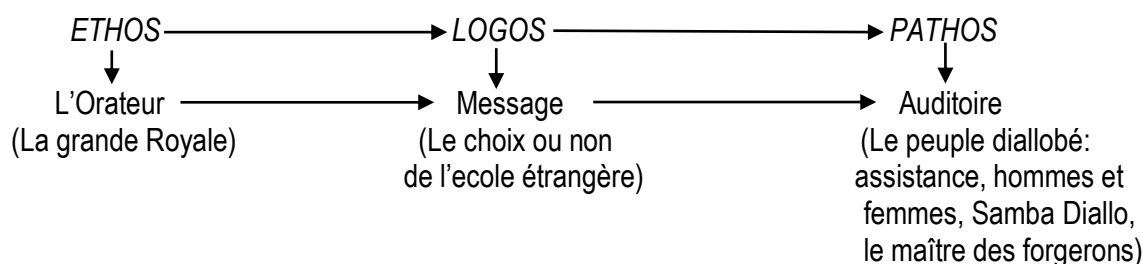 ETHOS LOGOS PATHOS
L'Orateur Message Auditoire
(La grande Royale) (Le choix ou non (Le peuple diallobé:
de l'ecole étrangère) assistance, hommes et
femmes, Samba Diallo,
le maître des forgerons)